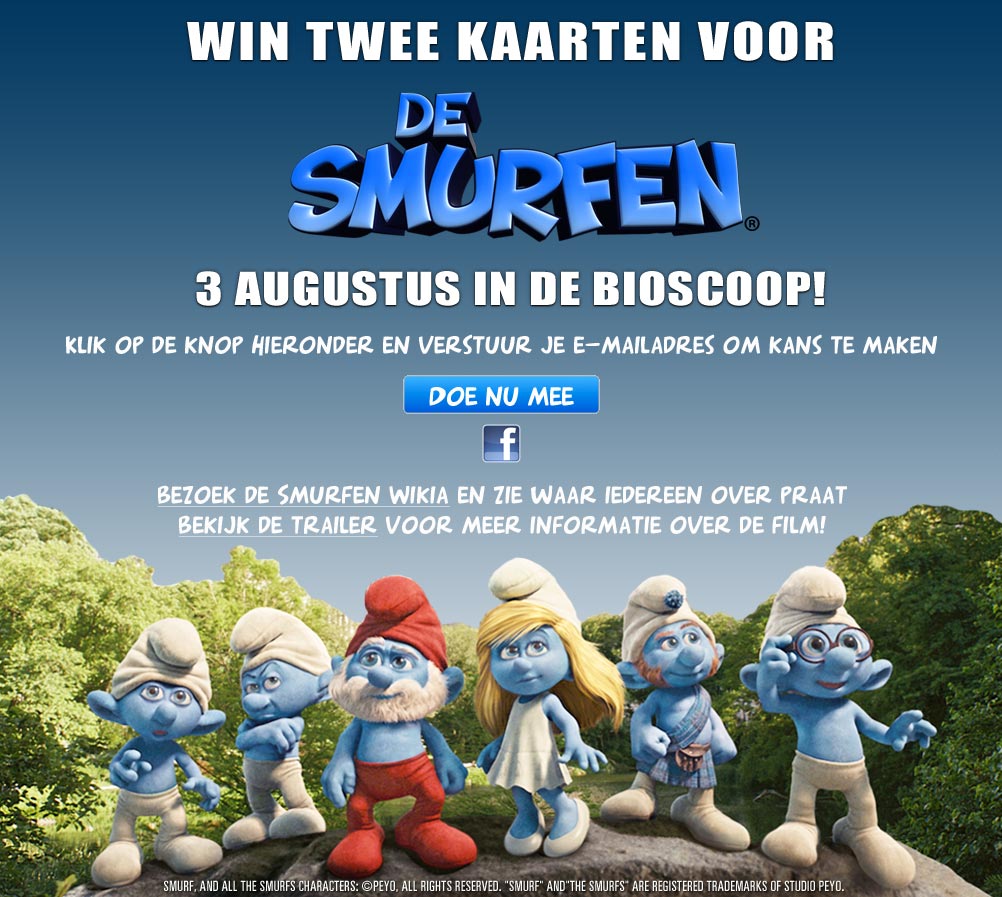 WIN TWEE KAARTEN VOOR
DE
SMURFEN®
3 AUGUSTUS IN DE BIOSCOOP!
KLIK OP DE KNOP HIERONDER EN VERSTUUR JE E-MAILADRES OM KANS TE MAKEN
DOE NU MEE
f
BEZOEK DE SMURFEN WIKIA EN ZIE WAAR IEDEREEN OVER PRAAT
BEKIJK DE TRAILER VOOR MEER INFORMATIE OVER DE FILM!
SMURF, AND ALL THE SMURFS CHARACTERS: ©PEYO, ALL RIGHTS RESERVED. "SMURF" AND"THE SMURFS" ARE REGISTERED TRADEMARKS OF STUDIO PEYO.